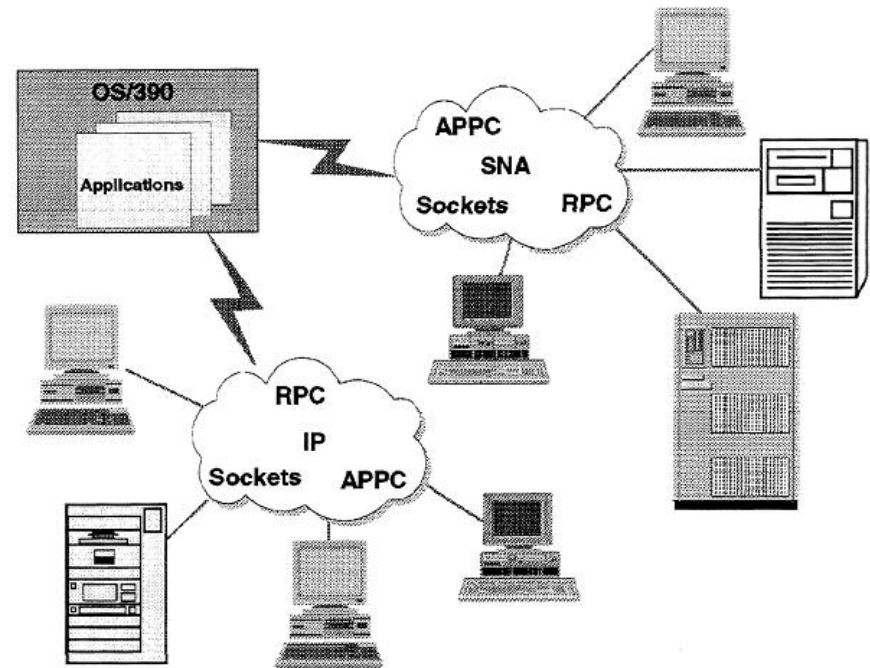 OS/390
Applications
APPC
SNA
Sockets RPC
RPC
IP
Sockets APPC